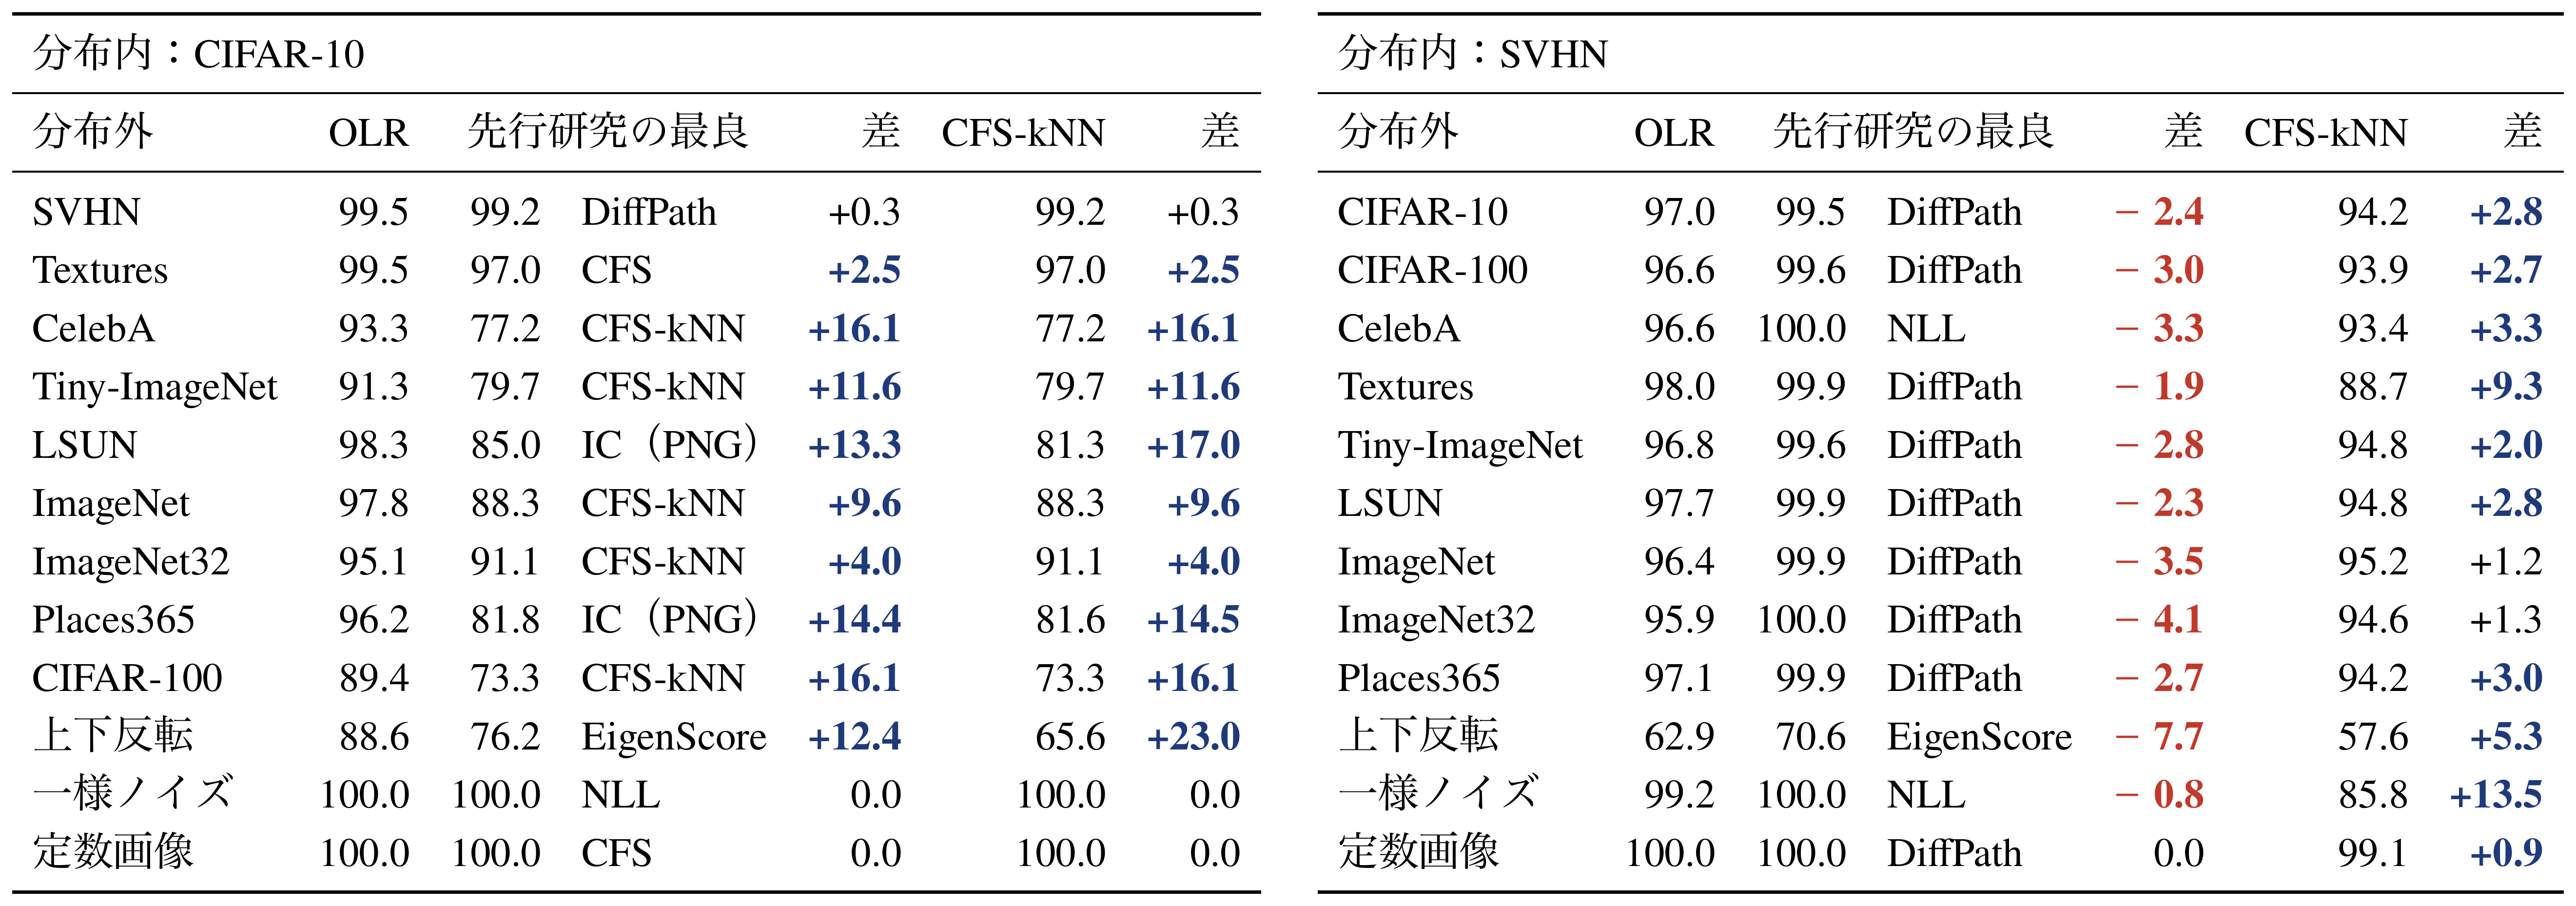 分布内：CIFAR-10
分布外 OLR 先行研究の最良 差 CFS-kNN 差
SVHN 99.5 99.2 DiffPath +0.3 99.2 +0.3
Textures 99.5 97.0 CFS +2.5 97.0 +2.5
CelebA 93.3 77.2 CFS-kNN +16.1 77.2 +16.1
Tiny-ImageNet 91.3 79.7 CFS-kNN +11.6 79.7 +11.6
LSUN 98.3 85.0 IC（PNG） +13.3 81.3 +17.0
ImageNet 97.8 88.3 CFS-kNN +9.6 88.3 +9.6
ImageNet32 95.1 91.1 CFS-kNN +4.0 91.1 +4.0
Places365 96.2 81.8 IC（PNG） +14.4 81.6 +14.5
CIFAR-100 89.4 73.3 CFS-kNN +16.1 73.3 +16.1
上下反転 88.6 76.2 EigenScore +12.4 65.6 +23.0
一様ノイズ 100.0 100.0 NLL 0.0 100.0 0.0
定数画像 100.0 100.0 CFS 0.0 100.0 0.0
分布内：SVHN
分布外 OLR 先行研究の最良 差 CFS-kNN 差
CIFAR-10 97.0 99.5 DiffPath − 2.4 94.2 +2.8
CIFAR-100 96.6 99.6 DiffPath − 3.0 93.9 +2.7
CelebA 96.6 100.0 NLL − 3.3 93.4 +3.3
Textures 98.0 99.9 DiffPath − 1.9 88.7 +9.3
Tiny-ImageNet 96.8 99.6 DiffPath − 2.8 94.8 +2.0
LSUN 97.7 99.9 DiffPath − 2.3 94.8 +2.8
ImageNet 96.4 99.9 DiffPath − 3.5 95.2 +1.2
ImageNet32 95.9 100.0 DiffPath − 4.1 94.6 +1.3
Places365 97.1 99.9 DiffPath − 2.7 94.2 +3.0
上下反転 62.9 70.6 EigenScore − 7.7 57.6 +5.3
一様ノイズ 99.2 100.0 NLL − 0.8 85.8 +13.5
定数画像 100.0 100.0 DiffPath 0.0 99.1 +0.9